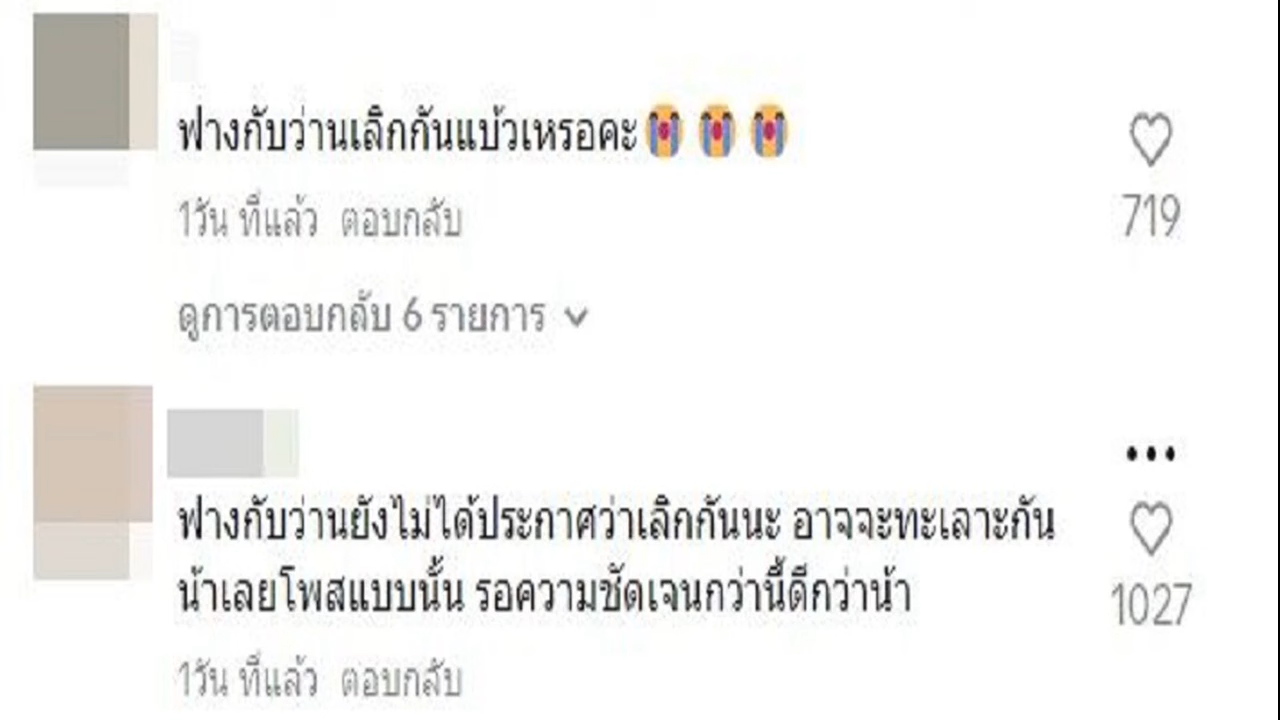 ฟางกับว่านเลิกกันแบ้วเหรอคะ😭😭😭
1วัน ที่แล้ว ตอบกลับ
719
ดูการตอบกลับ 6 รายการ
ฟางกับว่านยังไม่ได้ประกาศว่าเลิกกันนะ อาจจะทะเลาะกัน
น้าเลยโพสแบบนั้น รอความชัดเจนกว่านี้ดีกว่าน้า
1027
1วัน ที่แล้ว ตอบกลับ